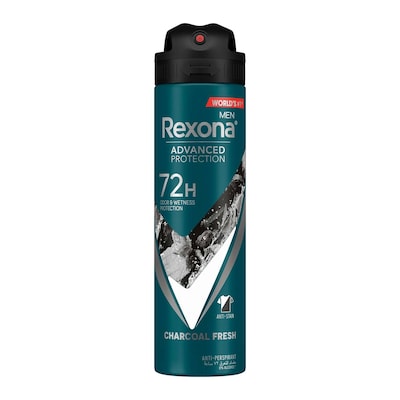 WORLD'S #1
MEN
Rexona
ADVANCED
PROTECTION
72H
ODOR & WETNESS
PROTECTION
ANTI-STAIN
CHARCOAL FRESH
ANTI-PERSPIRANT